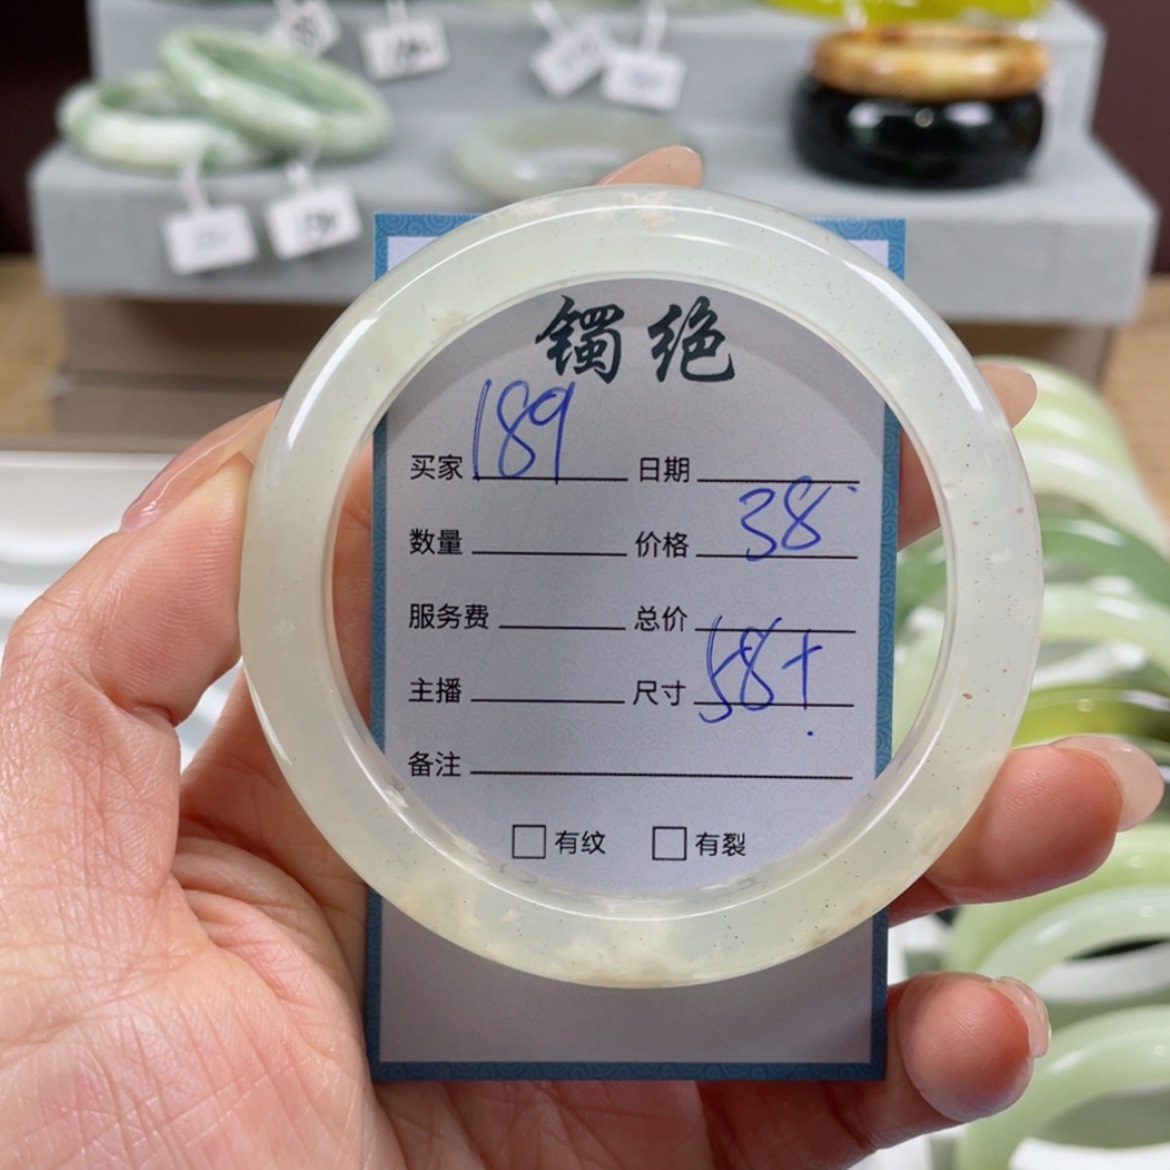 镯绝
买家 189 日期
数量 价格 38
服务费 总价
主播 尺寸 58+
备注
有纹 有裂